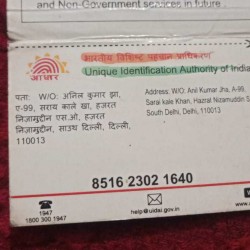 and Non-Government services in future .
भारतीय विशिष्ट पहचान प्राधिकरण
Unique Identification Authority of India
आधार
पता: W/O: अनिल कुमार झा,
ए-99, सराय काले खा, हजरत
निजामुद्दीन एस.ओ, हजरत
निजामुद्दीन, साउथ दिल्ली, दिल्ली,
110013
Address: W/O: Anil Kumar Jha, A-99,
Sarai kale Khan, Hazrat Nizamuddin S
South Delhi, Delhi,
110013
8516 2302 1640
1947
1800 300 1947
help@uidai.gov.in